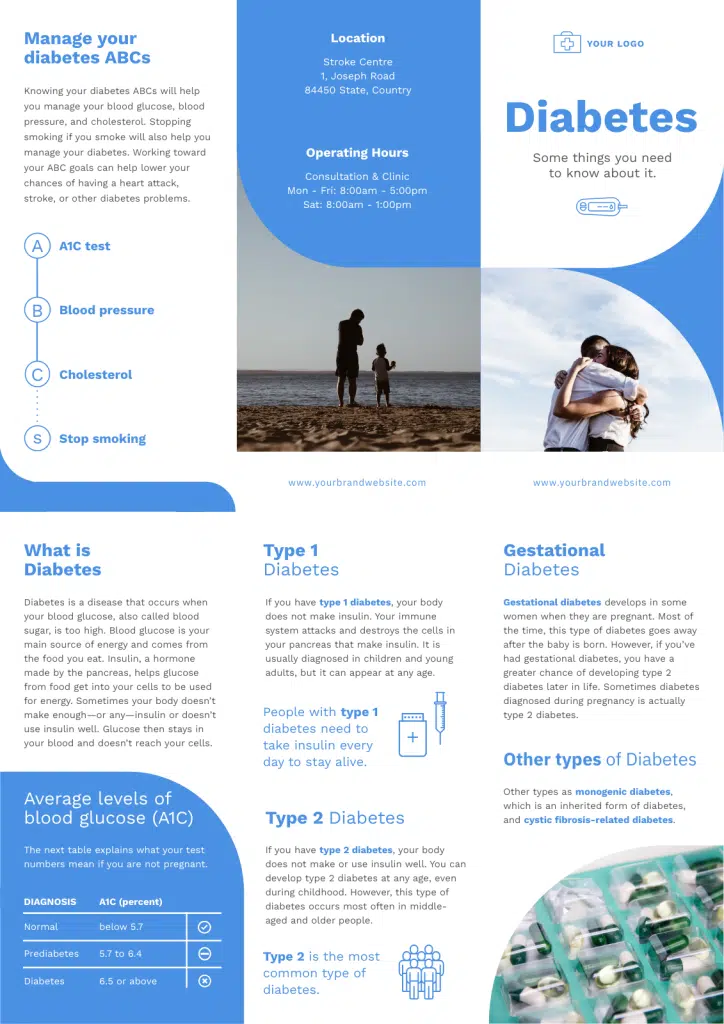 Manage your
diabetes ABCs
Knowing your diabetes ABCs will help
you manage your blood glucose, blood
pressure, and cholesterol. Stopping
smoking if you smoke will also help you
manage your diabetes. Working toward
your ABC goals can help lower your
chances of having a heart attack,
stroke, or other diabetes problems.
A
A1C test
B
Blood pressure
C
Cholesterol
S
Stop smoking
Location
Stroke Centre
1, Joseph Road
84450 State, Country
Operating Hours
Consultation & Clinic
Mon - Fri: 8:00am - 5:00pm
Sat: 8:00am - 1:00pm
www.yourbrandwebsite.com
YOUR LOGO
Diabetes
Some things you need
to know about it.
www.yourbrandwebsite.com
What is
Diabetes
Diabetes is a disease that occurs when
your blood glucose, also called blood
sugar, is too high. Blood glucose is your
main source of energy and comes from
the food you eat. Insulin, a hormone
made by the pancreas, helps glucose
from food get into your cells to be used
for energy. Sometimes your body doesn't
make enough—or any—insulin or doesn't
use insulin well. Glucose then stays in
your blood and doesn't reach your cells.
Average levels of
blood glucose (A1C)
The next table explains what your test
numbers mean if you are not pregnant.
DIAGNOSIS A1C (percent)
Normal below 5.7
Prediabetes 5.7 to 6.4
Diabetes 6.5 or above
Type 1
Diabetes
If you have type 1 diabetes, your body
does not make insulin. Your immune
system attacks and destroys the cells in
your pancreas that make insulin. It is
usually diagnosed in children and young
adults, but it can appear at any age.
People with type 1
diabetes need to
take insulin every
day to stay alive.
Type 2 Diabetes
If you have type 2 diabetes, your body
does not make or use insulin well. You can
develop type 2 diabetes at any age, even
during childhood. However, this type of
diabetes occurs most often in middle-
aged and older people.
Type 2 is the most
common type of
diabetes.
Gestational
Diabetes
Gestational diabetes develops in some
women when they are pregnant. Most of
the time, this type of diabetes goes away
after the baby is born. However, if you've
had gestational diabetes, you have a
greater chance of developing type 2
diabetes later in life. Sometimes diabetes
diagnosed during pregnancy is actually
type 2 diabetes.
Other types of Diabetes
Other types as monogenic diabetes,
which is an inherited form of diabetes,
and cystic fibrosis-related diabetes.